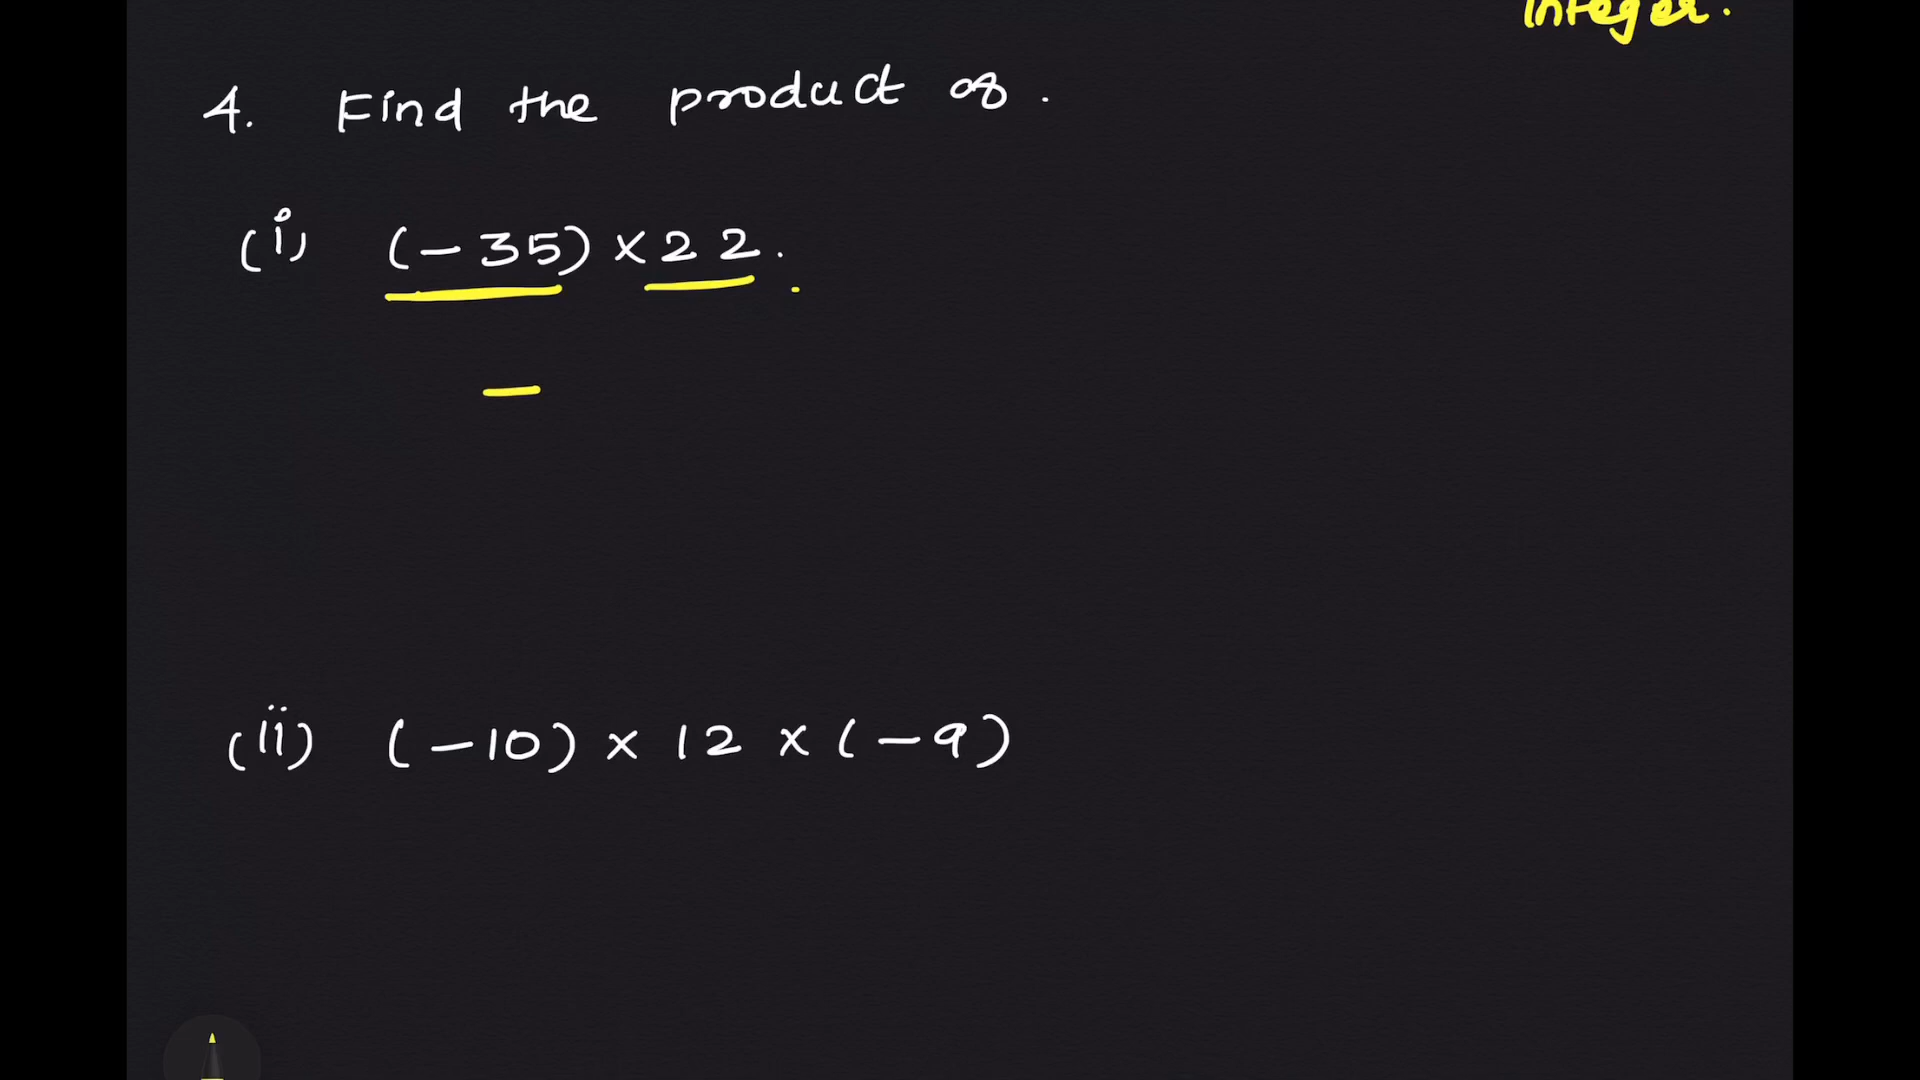 Integer.
4. Find the product of .
(i) (-35) × 22.
-
(ii) (-10) × 12 × (-9)